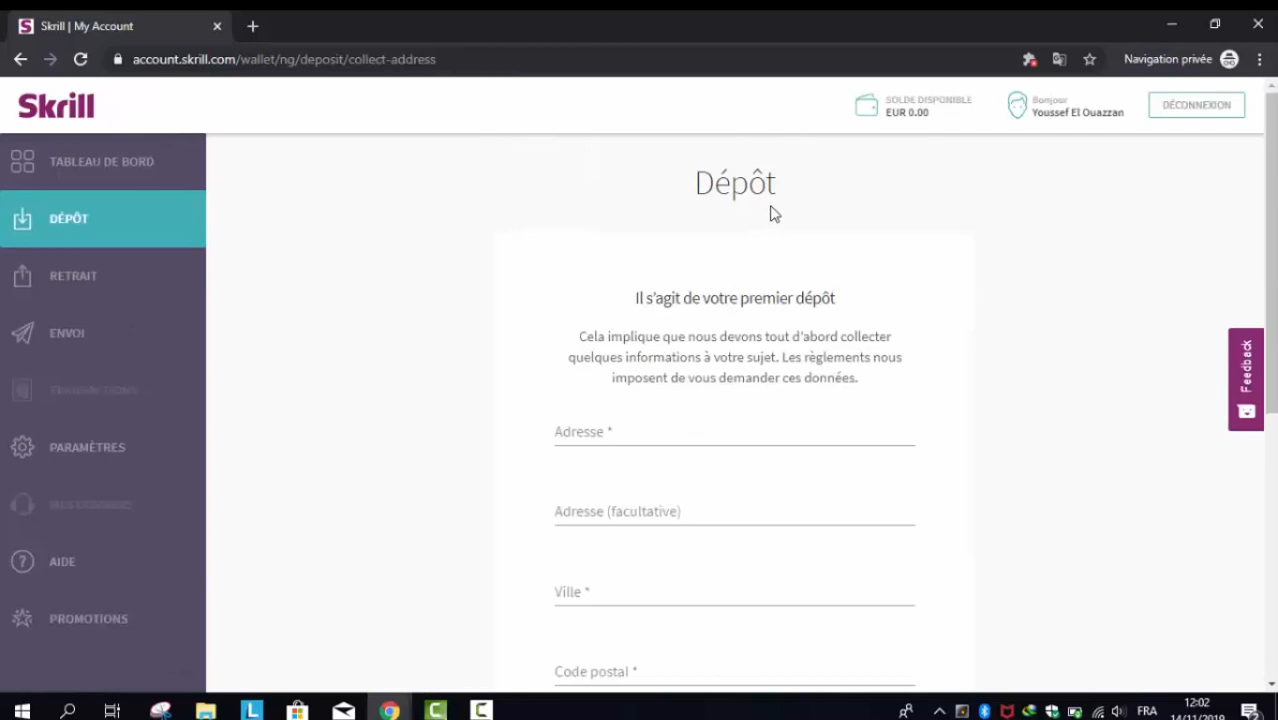 Skrill | My Account
account.skrill.com/wallet/ng/deposit/collect-address
Navigation privée
Skrill
SOLDE DISPONIBLE
EUR 0.00
Bonjour
Youssef El Ouazzan
DÉCONNEXION
TABLEAU DE BORD
DÉPÔT
RETRAIT
ENVOI
PARAMÈTRES
AIDE
PROMOTIONS
Dépôt
Il s'agit de votre premier dépôt
Cela implique que nous devons tout d'abord collecter
quelques informations à votre sujet. Les règlements nous
imposent de vous demander ces données.
Adresse *
Adresse (facultative)
Ville *
Code postal *
Feedback
L
C
C
FRA
12:02
14/11/2019